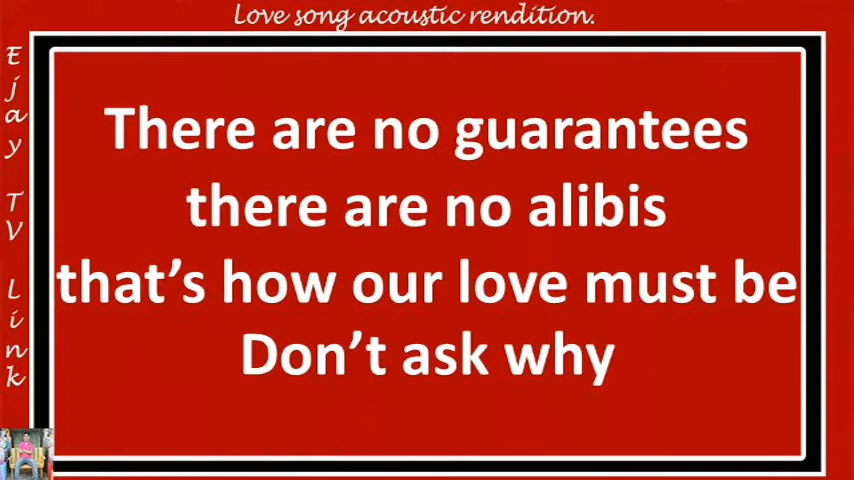 Love song acoustic rendition.
Ejay TV Link
There are no guarantees
there are no alibis
that’s how our love must be
Don’t ask why